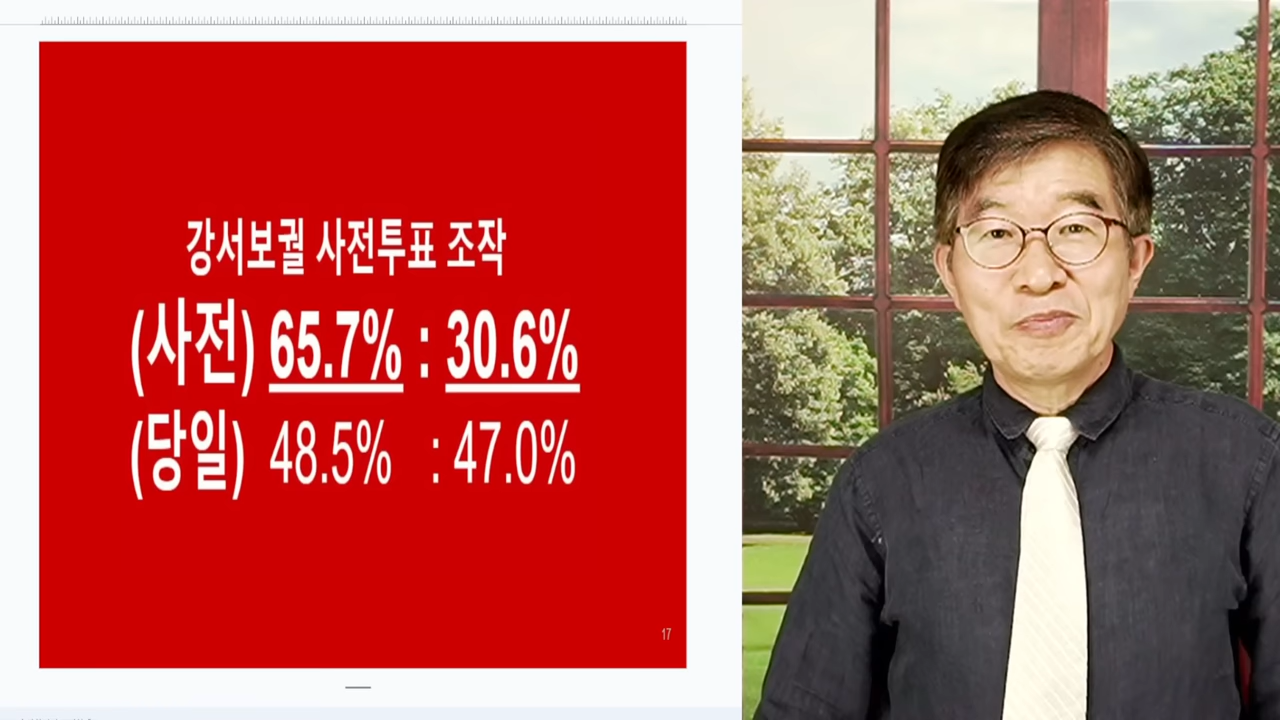 강서보궐 사전투표 조작
(사전) 65.7% : 30.6%
(당일) 48.5% : 47.0%
17